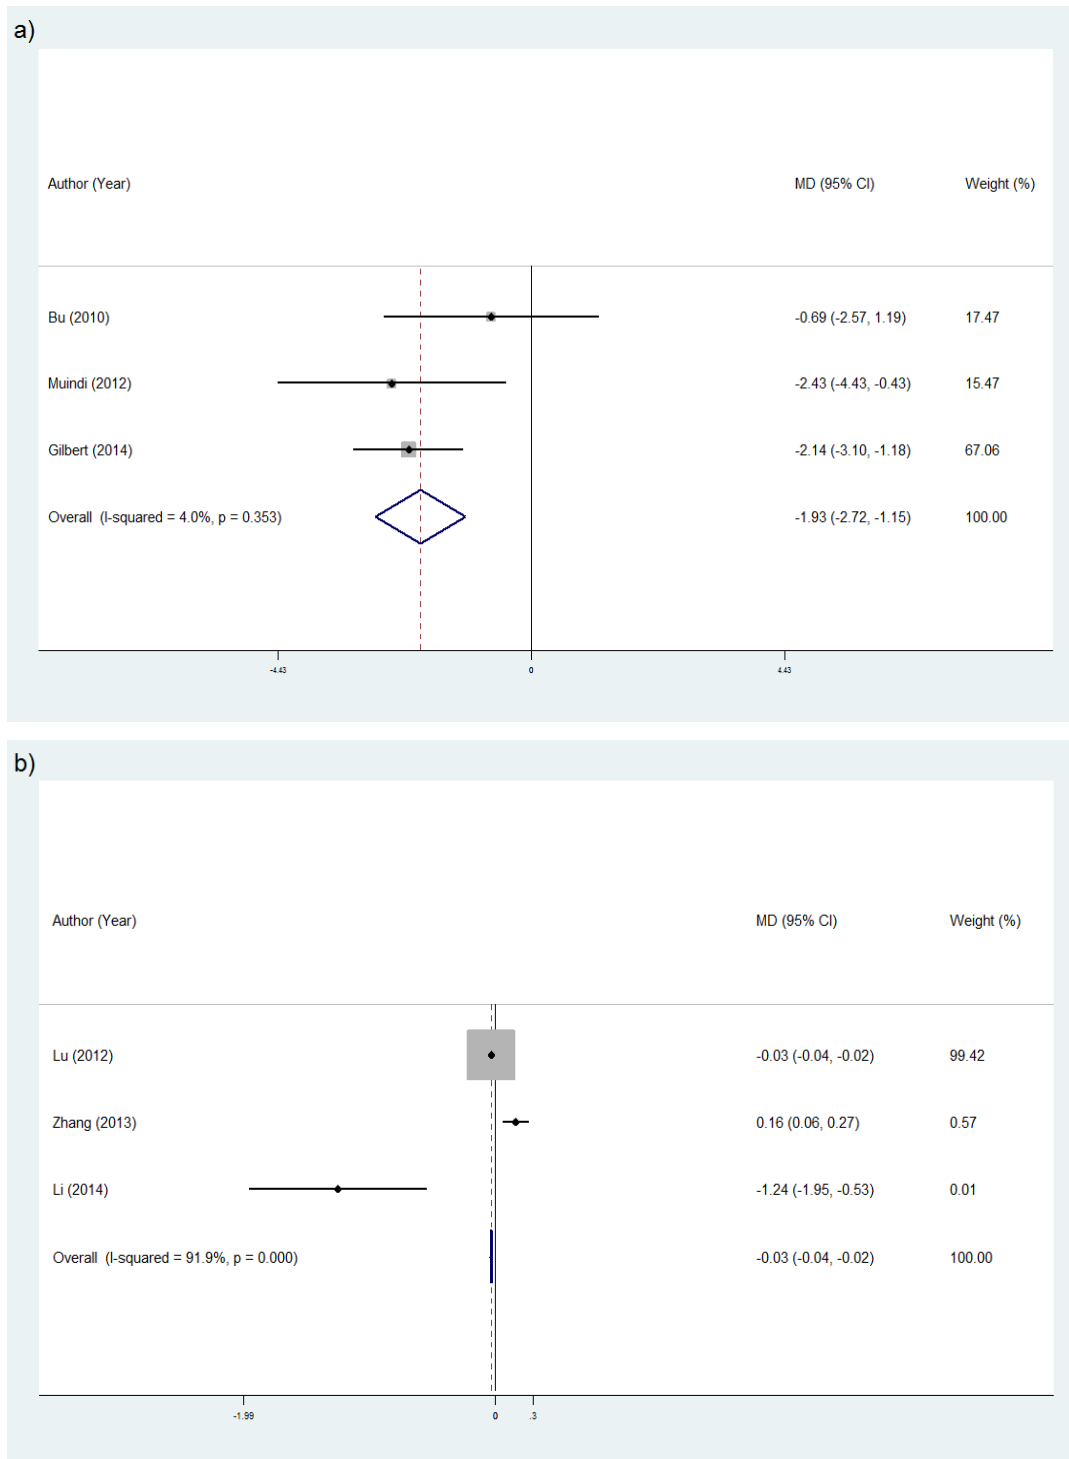 a)
Author (Year) MD (95% CI) Weight (%)
Bu (2010) -0.69 (-2.57, 1.19) 17.47
Muindi (2012) -2.43 (-4.43, -0.43) 15.47
Gilbert (2014) -2.14 (-3.10, -1.18) 67.06
Overall (I-squared = 4.0%, p = 0.353) -1.93 (-2.72, -1.15) 100.00
-4.43 0 4.43
b)
Author (Year) MD (95% CI) Weight (%)
Lu (2012) -0.03 (-0.04, -0.02) 99.42
Zhang (2013) 0.16 (0.06, 0.27) 0.57
Li (2014) -1.24 (-1.95, -0.53) 0.01
Overall (I-squared = 91.9%, p = 0.000) -0.03 (-0.04, -0.02) 100.00
-1.99 0 .3